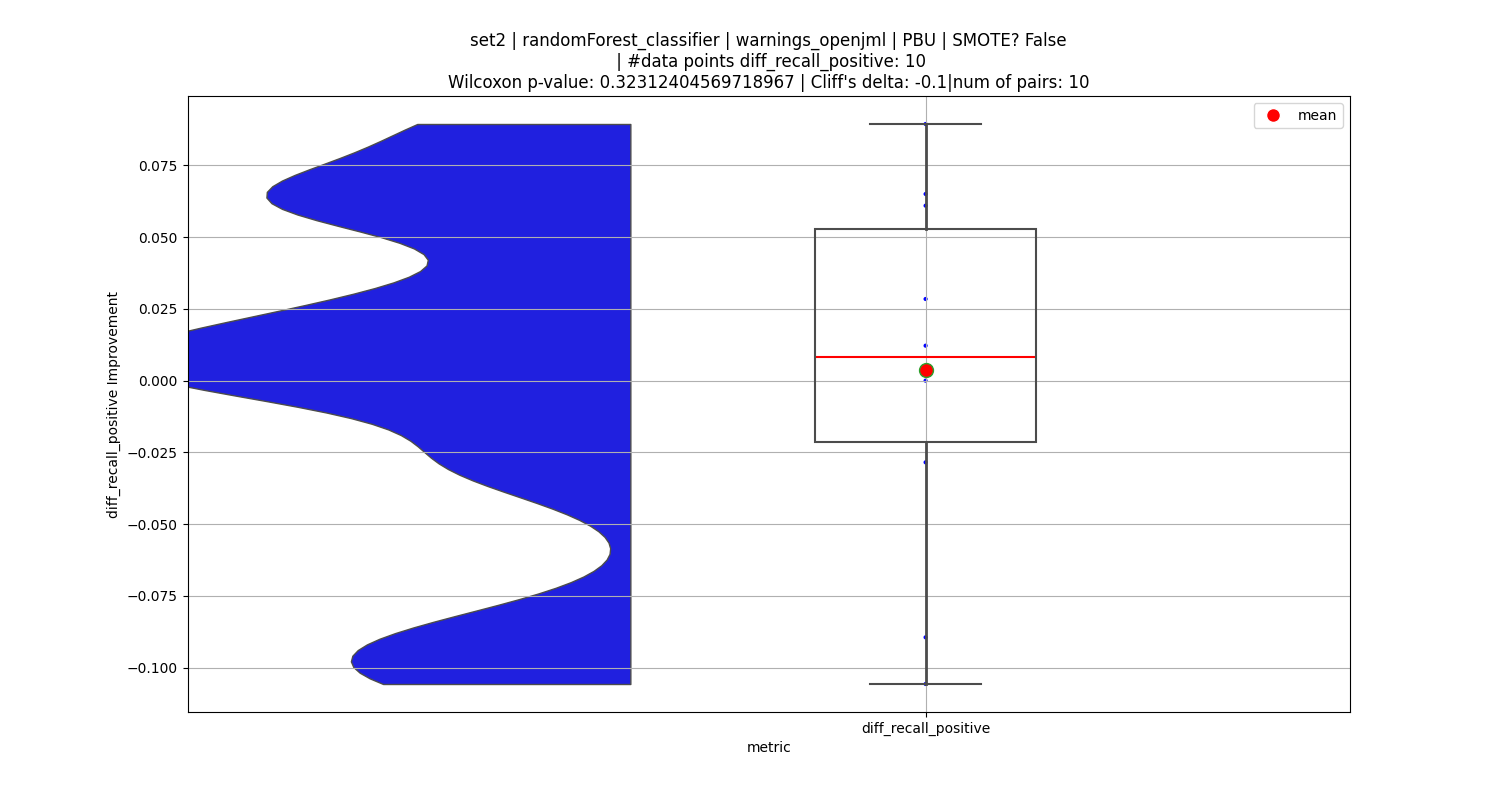 set2 | randomForest_classifier | warnings_openjml | PBU | SMOTE? False
| #data points diff_recall_positive: 10
Wilcoxon p-value: 0.32312404569718967 | Cliff's delta: -0.1|num of pairs: 10
mean
0.075
0.050
0.025
0.000
−0.025
−0.050
−0.075
−0.100
diff_recall_positive Improvement
diff_recall_positive
metric